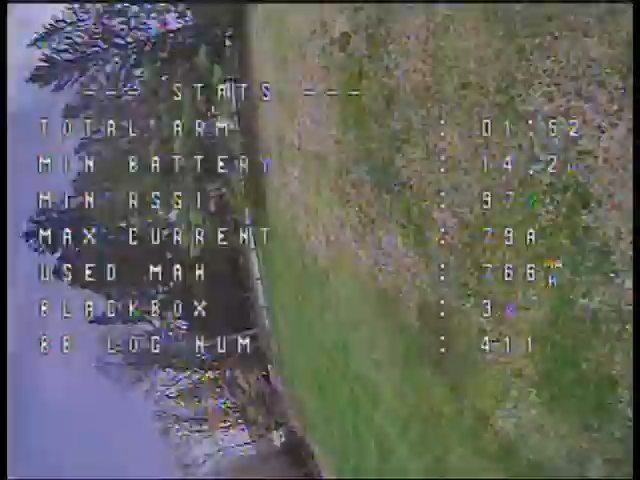 --- STATS ---
TOTAL ARM : 01:52
MIN BATTERY : 14.2
MIN RSSI : 97%
MAX CURRENT : 79A
USED MAH : 766
BLACKBOX : 3%
BB LOG NUM : 411